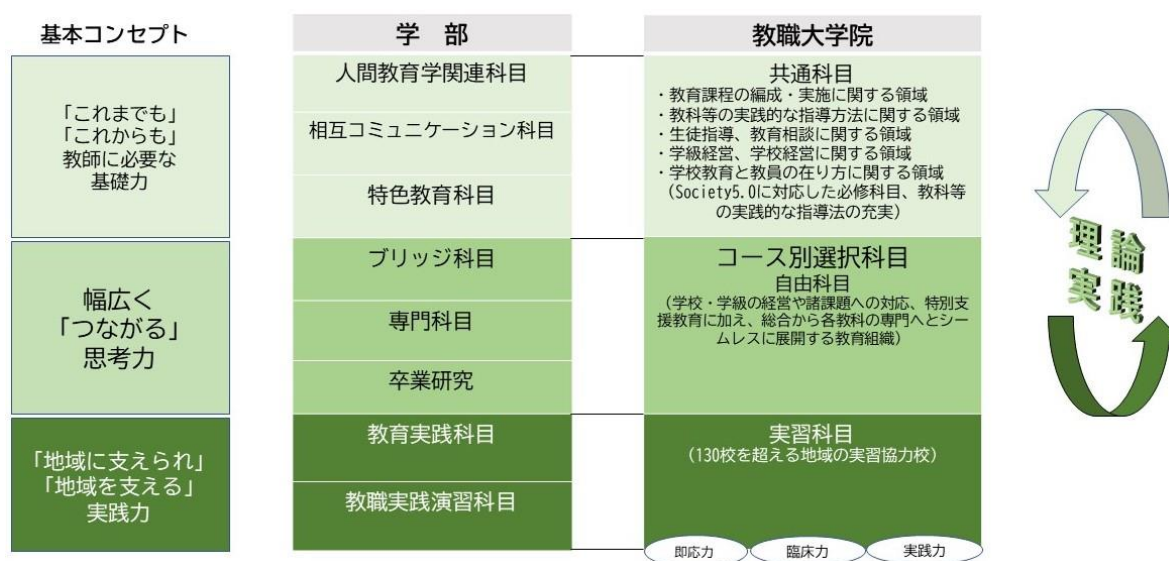 基本コンセプト
「これまでも」
「これからも」
教師に必要な
基礎力
幅広く
「つながる」
思考力
「地域に支えられ」
「地域を支える」
実践力
学　部
人間教育学関連科目
相互コミュニケーション科目
特色教育科目
ブリッジ科目
専門科目
卒業研究
教育実践科目
教職実践演習科目
教職大学院
共通科目
・教育課程の編成・実施に関する領域
・教科等の実践的な指導方法に関する領域
・生徒指導、教育相談に関する領域
・学級経営、学校経営に関する領域
・学校教育と教員の在り方に関する領域
（Society5.0に対応した必修科目、教科等
の実践的な指導法の充実）
コース別選択科目
自由科目
（学校・学級の経営や諸課題への対応、特別支
援教育に加え、総合から各教科の専門へとシー
ムレスに展開する教育組織）
実習科目
（130校を超える地域の実習協力校）
即応力
臨床力
実践力
理論
実践